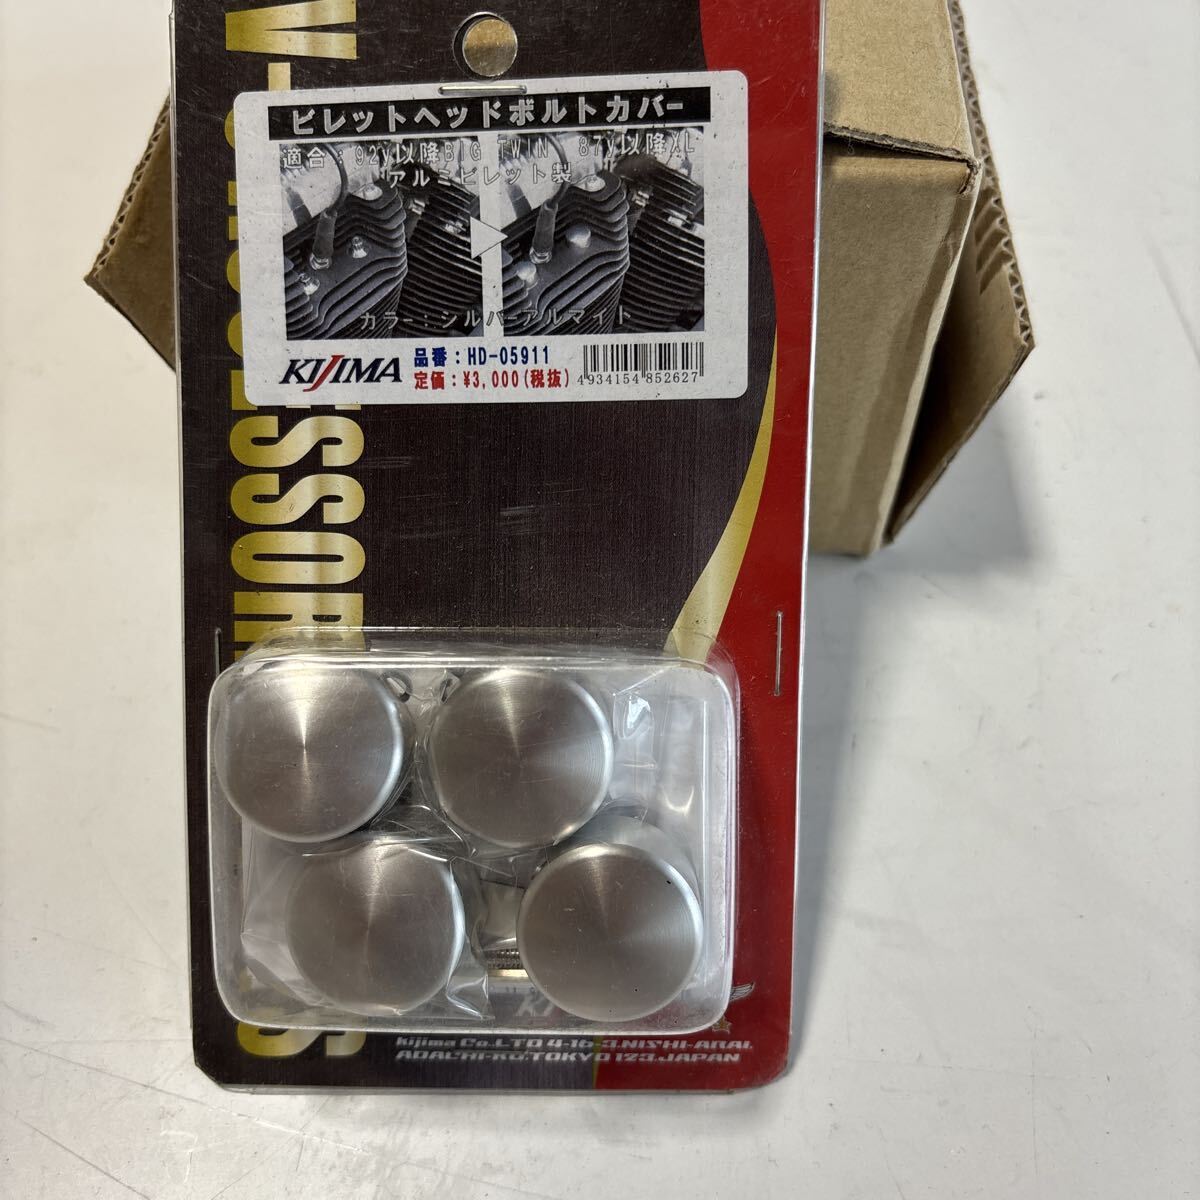 ビレットヘッドボルトカバー
適合:92y以降BIG TWIN 87y以降XL
アルミビレット製
カラー:シルバーアルマイト
KIJIMA
品番:HD-05911
定価:¥3,000(税抜)
4934154 852627
Kijima Co.LTD 4-16-3.NISHI-ARAI.
ADACHI-KU.TOKYO 123.JAPAN